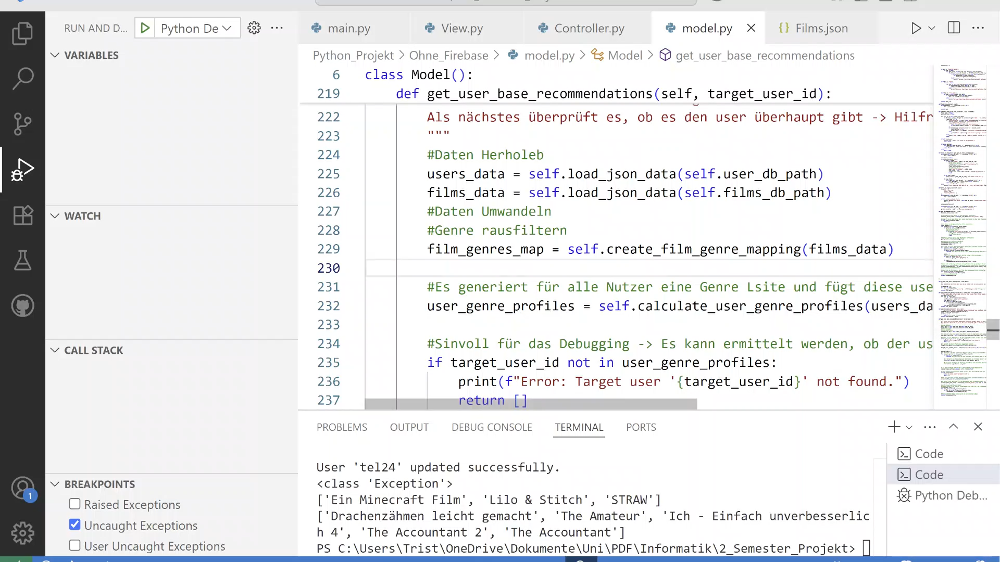 RUN AND D...
Python De
main.py
View.py
Controller.py
model.py
Films.json
VARIABLES
Python_Projekt > Ohne_Firebase > model.py > Model > get_user_base_recommendations
6 class Model():
219 def get_user_base_recommendations(self, target_user_id):
222 Als nächstes überprüft es, ob es den user überhaupt gibt -> Hilfr
223 """
224 #Daten Herholeb
225 users_data = self.load_json_data(self.user_db_path)
226 films_data = self.load_json_data(self.films_db_path)
227 #Daten Umwandeln
228 #Genre rausfiltern
229 film_genres_map = self.create_film_genre_mapping(films_data)
230
231 #Es generiert für alle Nutzer eine Genre Lsite und fügt diese use
232 user_genre_profiles = self.calculate_user_genre_profiles(users_da
233
234 #Sinvoll für das Debugging -> Es kann ermittelt werden, ob der us
235 if target_user_id not in user_genre_profiles:
236 print(f"Error: Target user '{target_user_id}' not found.")
237 return []
WATCH
CALL STACK
BREAKPOINTS
Raised Exceptions
Uncaught Exceptions
User Uncaught Exceptions
1
PROBLEMS
OUTPUT
DEBUG CONSOLE
TERMINAL
PORTS
User 'tel24' updated successfully.
<class 'Exception'>
['Ein Minecraft Film', 'Lilo & Stitch', 'STRAW']
['Drachenzähmen leicht gemacht', 'The Amateur', 'Ich - Einfach unverbesserlic
h 4', 'The Accountant 2', 'The Accountant']
PS C:\Users\Trist\OneDrive\Dokumente\Uni\PDF\Informatik\2_Semester_Projekt>
Code
Code
Python Deb...